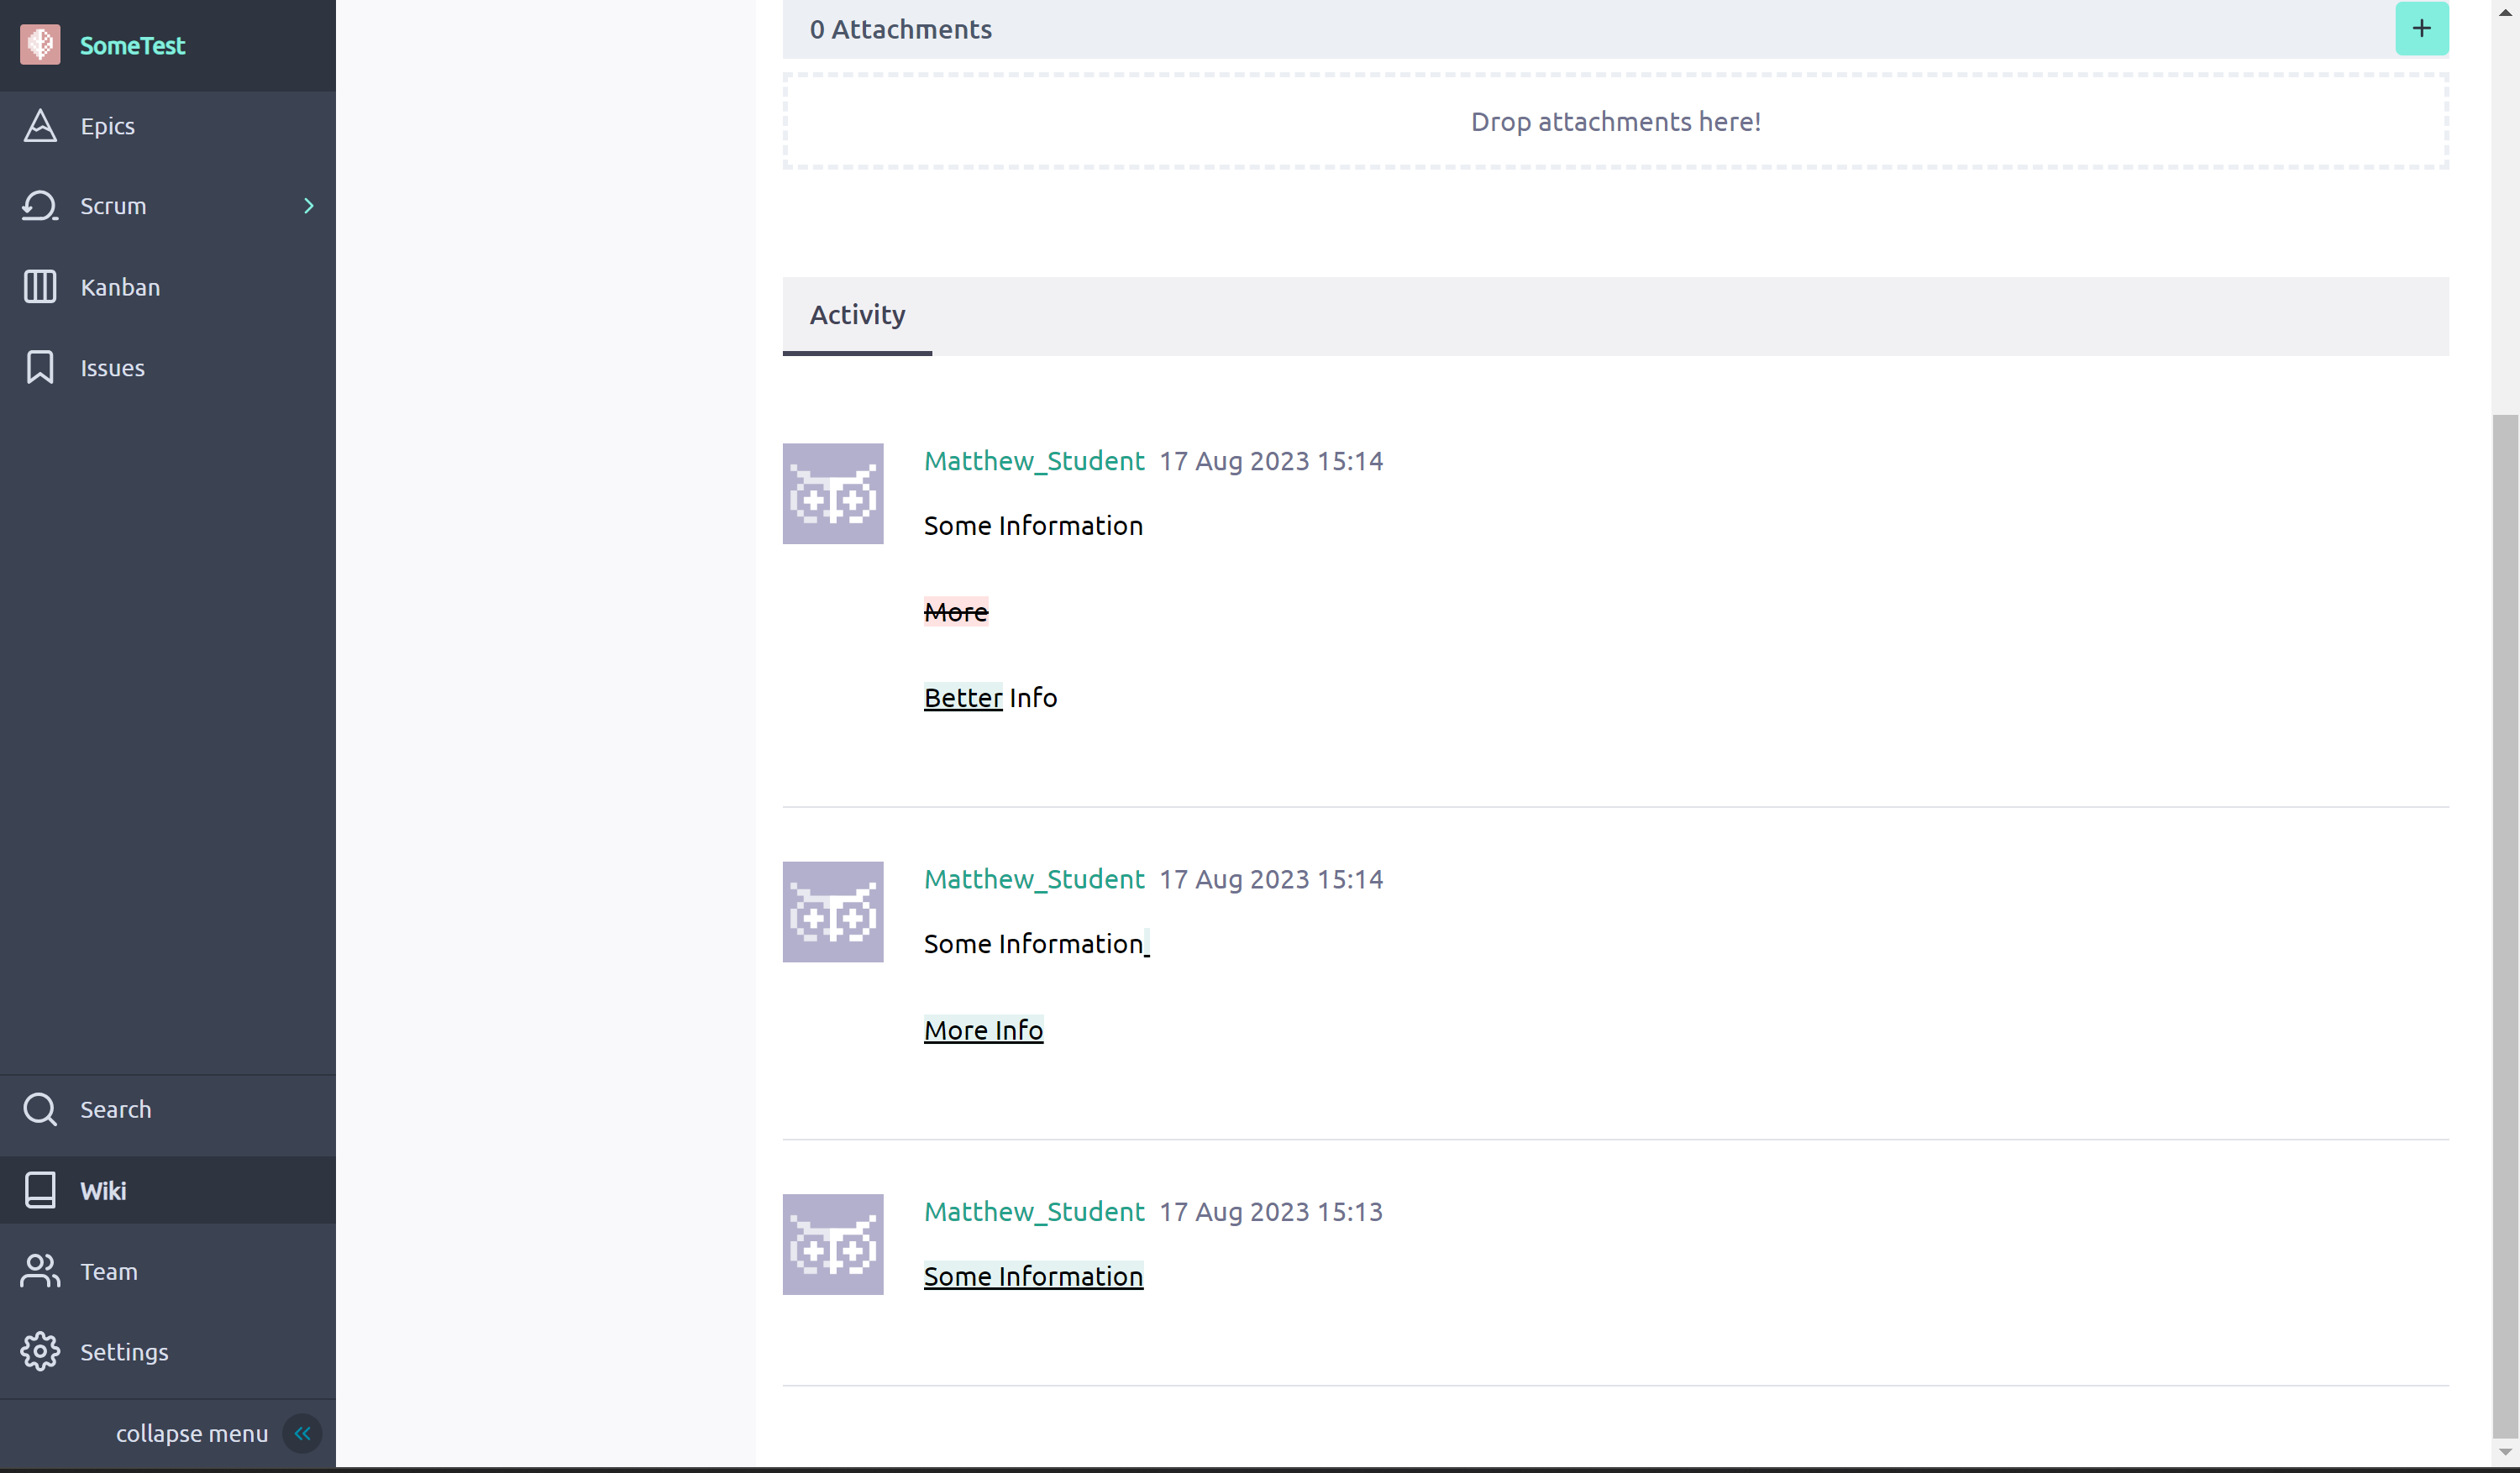 SomeTest
Epics
Scrum
Kanban
Issues
Search
Wiki
Team
Settings
collapse menu
0 Attachments
Drop attachments here!
Activity
Matthew_Student 17 Aug 2023 15:14
Some Information
More
Better Info
Matthew_Student 17 Aug 2023 15:14
Some Information
More Info
Matthew_Student 17 Aug 2023 15:13
Some Information